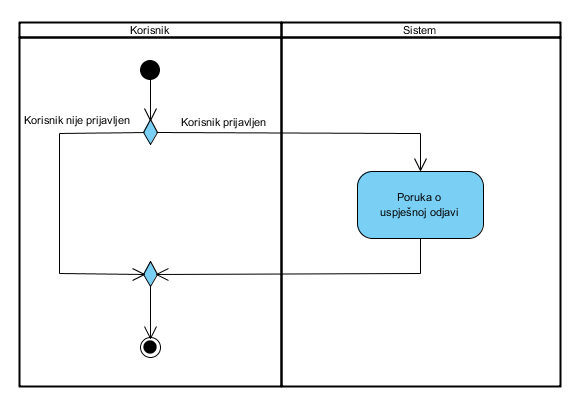 Korisnik
Sistem
Korisnik nije prijavljen
Korisnik prijavljen
Poruka o
uspješnoj odjavi